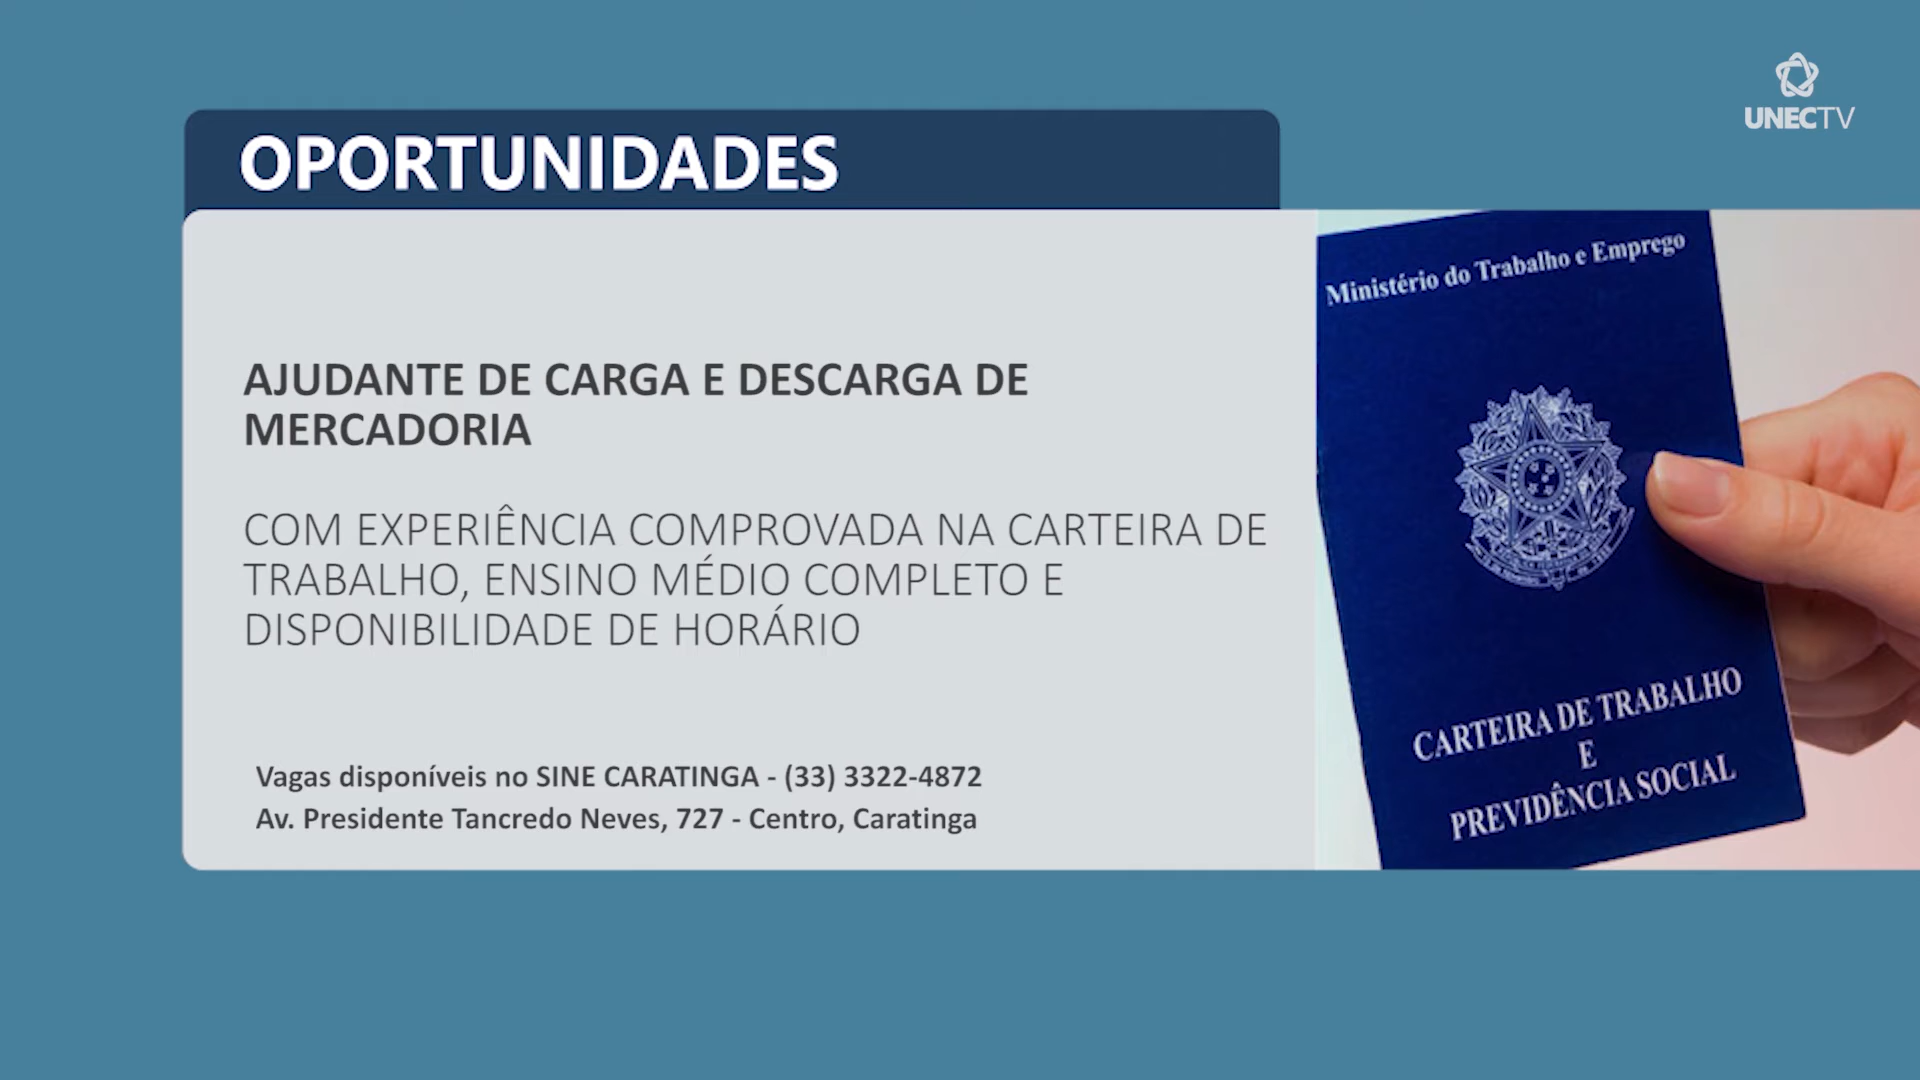 UNECTV
OPORTUNIDADES
AJUDANTE DE CARGA E DESCARGA DE
MERCADORIA
COM EXPERIÊNCIA COMPROVADA NA CARTEIRA DE
TRABALHO, ENSINO MÉDIO COMPLETO E
DISPONIBILIDADE DE HORÁRIO
Vagas disponíveis no SINE CARATINGA - (33) 3322-4872
Av. Presidente Tancredo Neves, 727 - Centro, Caratinga
Ministério do Trabalho e Emprego
CARTEIRA DE TRABALHO
E
PREVIDÊNCIA SOCIAL